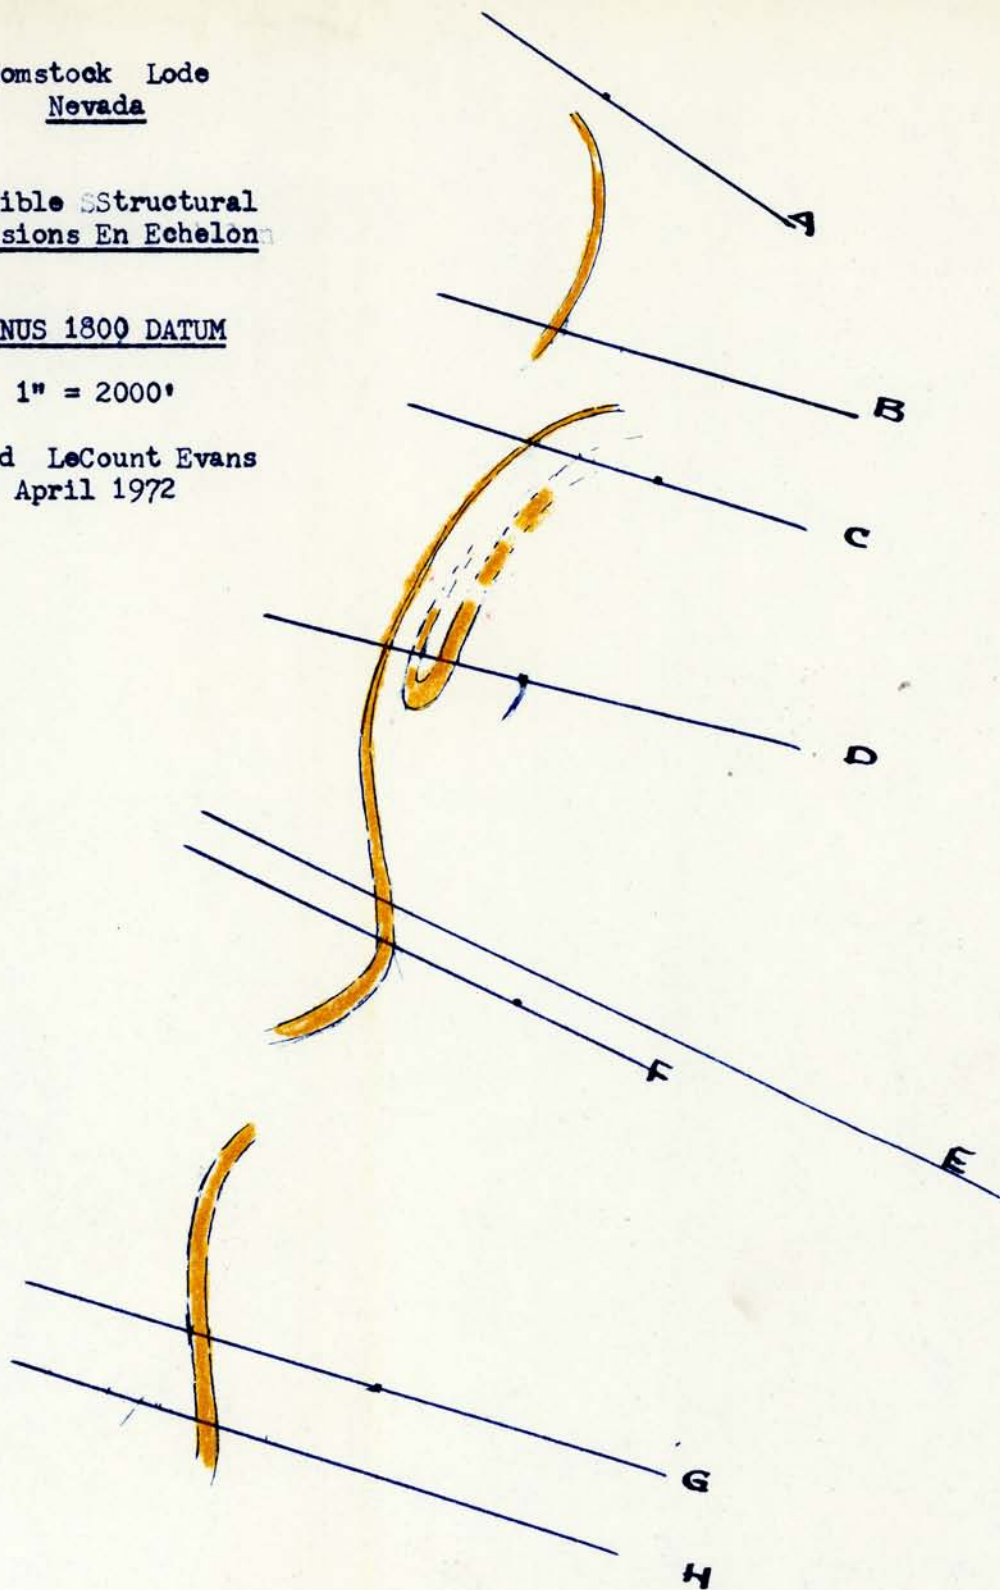 omstock Lode
Nevada
ible SStructural
sions En Echelon
NUS 1800 DATUM
1" = 2000'
d LeCount Evans
April 1972
A
B
C
D
F
E
G
H